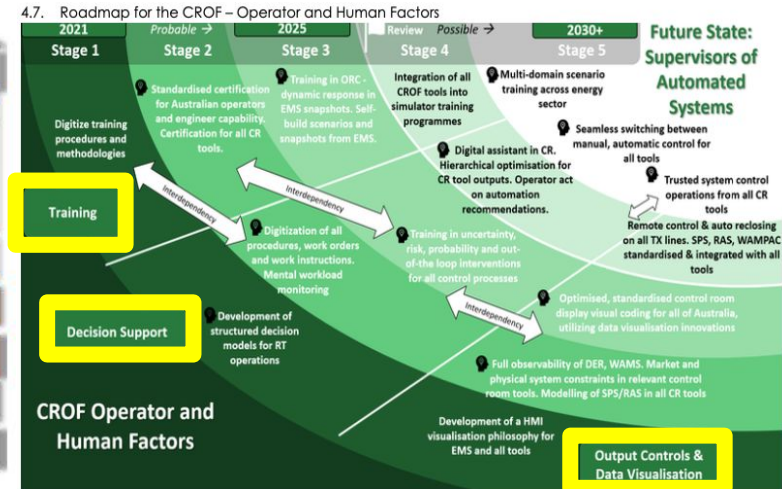 4.7. Roadmap for the CROF – Operator and Human Factors
2021
Probable →
2025
Review
Possible →
2030+
Stage 1
Stage 2
Stage 3
Stage 4
Stage 5
Future State:
Supervisors of
Automated
Systems
Digitize training
procedures and
methodologies
Standardised certification
for Australian operators
and engineer capability.
Certification for all CR
tools.
Training in ORC -
dynamic response in
EMS snapshots. Self-
build scenarios and
snapshots from EMS.
Integration of all
CROF tools into
simulator training
programmes
Multi-domain scenario
training across energy
sector
Seamless switching between
manual, automatic control for
all tools
Digital assistant in CR.
Hierarchical optimisation for
CR tool outputs. Operator act
on automation
recommendations.
Trusted system control
operations from all CR
tools
Training
Interdependency
Interdependency
Digitization of all
procedures, work orders
and work instructions.
Mental workload
monitoring
Training in uncertainty,
risk, probability and out-
of-the loop interventions
for all control processes
Remote control & auto reclosing
on all TX lines. SPS, RAS, WAMPAC
standardised & integrated with all
tools
Decision Support
Development of
structured decision
models for RT
operations
Interdependency
Optimised, standardised control room
display visual coding for all of Australia,
utilizing data visualisation innovations
Full observability of DER, WAMS. Market and
physical system constraints in relevant control
room tools. Modelling of SPS/RAS in all CR tools
CROF Operator and
Human Factors
Development of a HMI
visualisation philosophy for
EMS and all tools
Output Controls &
Data Visualisation